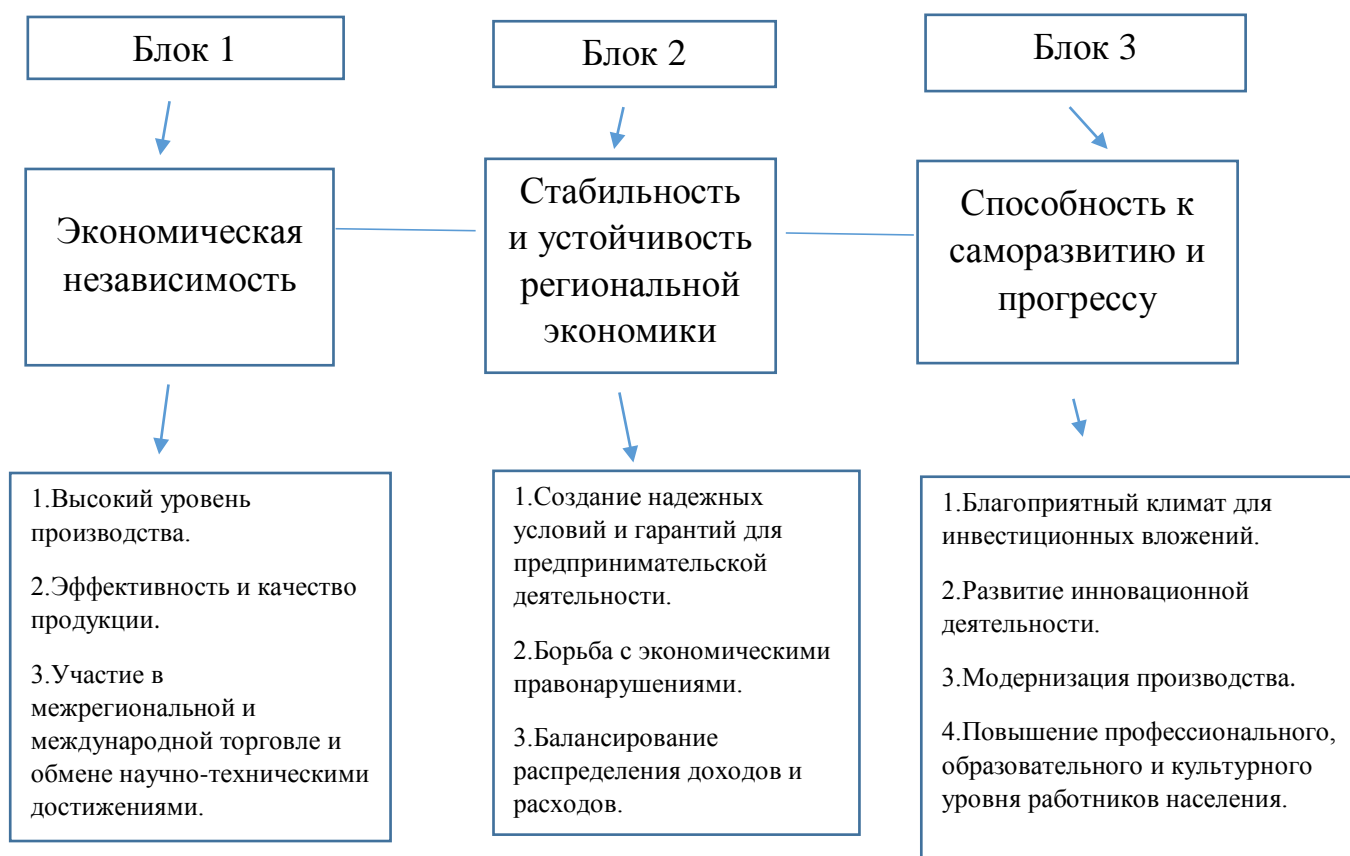 Блок 1
Блок 2
Блок 3
Экономическая
независимость
Стабильность
и устойчивость
региональной
экономики
Способность к
саморазвитию и
прогрессу
1.Высокий уровень
производства.
2.Эффективность и качество
продукции.
3.Участие в
межрегиональной и
международной торговле и
обмене научно-техническими
достижениями.
1.Создание надежных
условий и гарантий для
предпринимательской
деятельности.
2.Борьба с экономическими
правонарушениями.
3.Балансирование
распределения доходов и
расходов.
1.Благоприятный климат для
инвестиционных вложений.
2.Развитие инновационной
деятельности.
3.Модернизация производства.
4.Повышение профессионального,
образовательного и культурного
уровня работников населения.